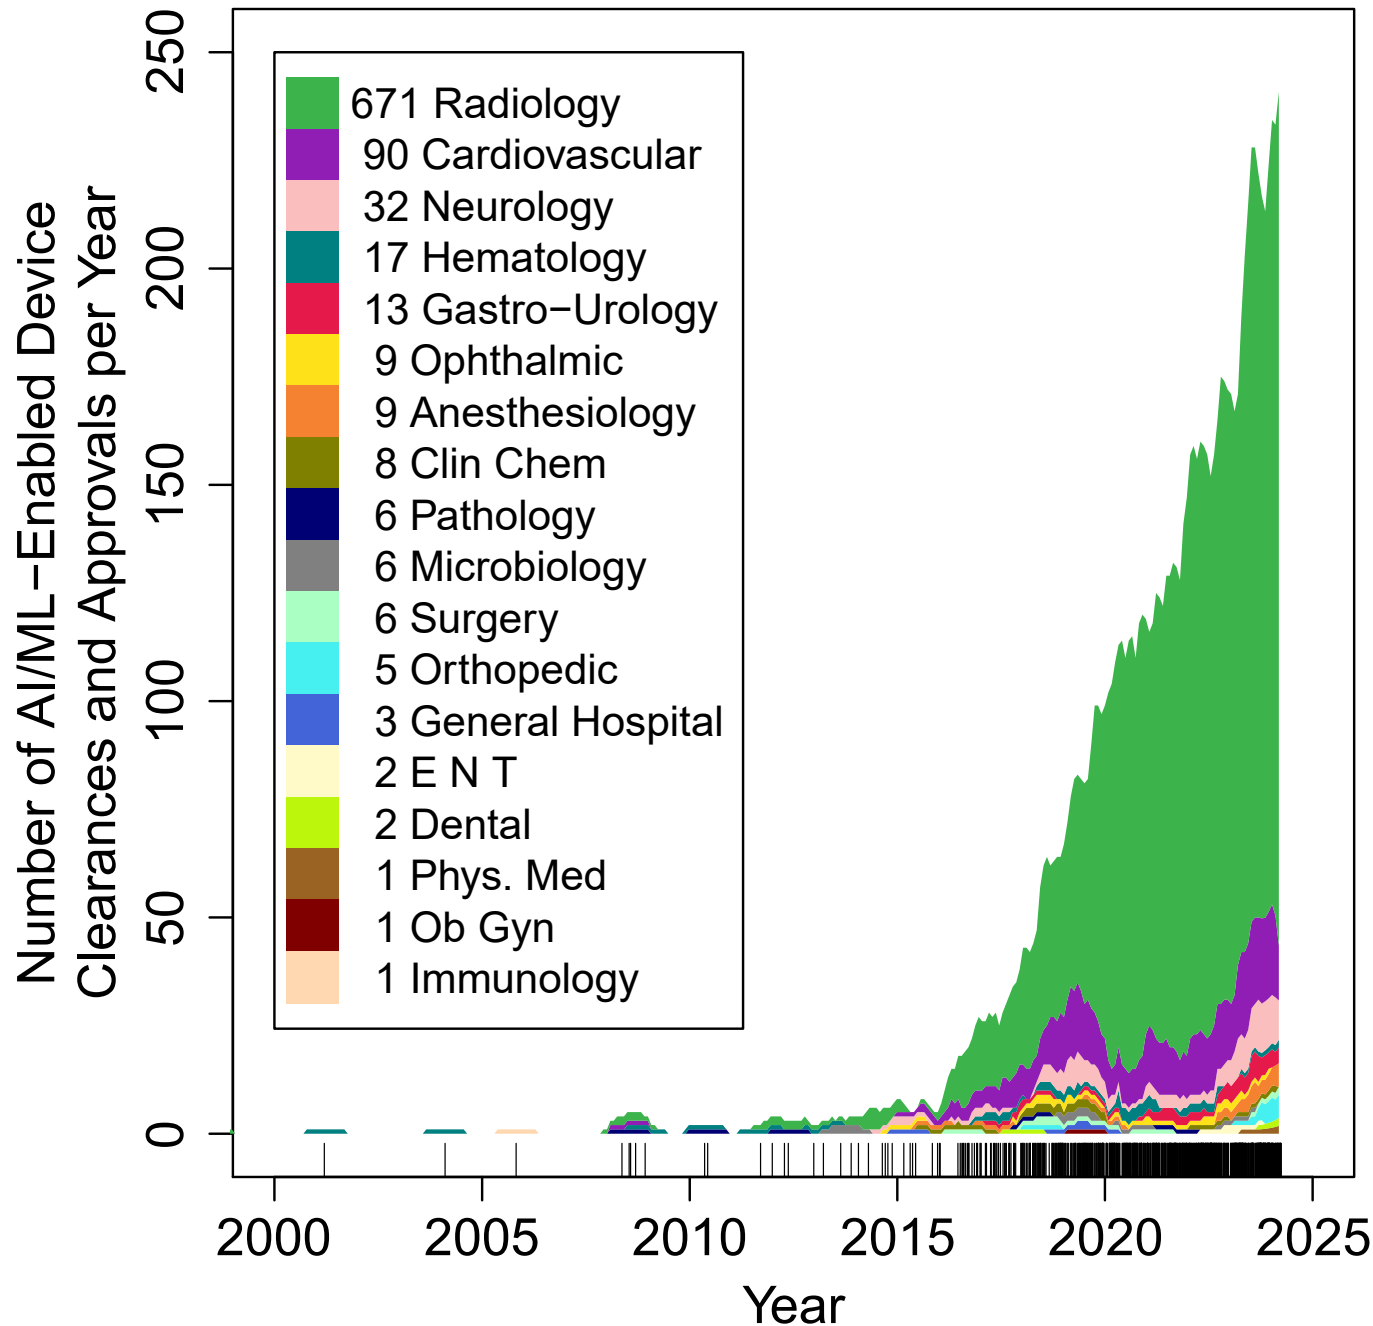 Number of AI/ML−Enabled Device
Clearances and Approvals per Year
250
200
150
100
50
0
671 Radiology
90 Cardiovascular
32 Neurology
17 Hematology
13 Gastro−Urology
9 Ophthalmic
9 Anesthesiology
8 Clin Chem
6 Pathology
6 Microbiology
6 Surgery
5 Orthopedic
3 General Hospital
2 E N T
2 Dental
1 Phys. Med
1 Ob Gyn
1 Immunology
2000 2005 2010 2015 2020 2025
Year